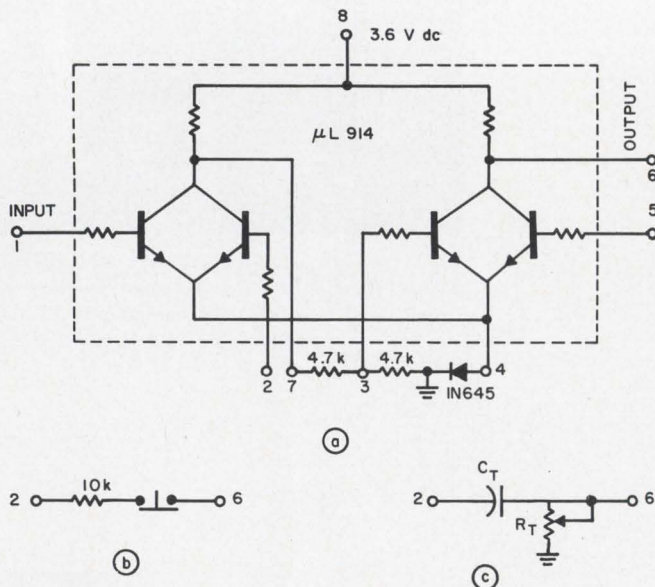 8
3.6 V dc
μL 914
OUTPUT
6
INPUT
1
5
2
7
4.7 k
3
4.7 k
4
IN645
a
2
10k
6
b
2
C_T
R_T
6
c